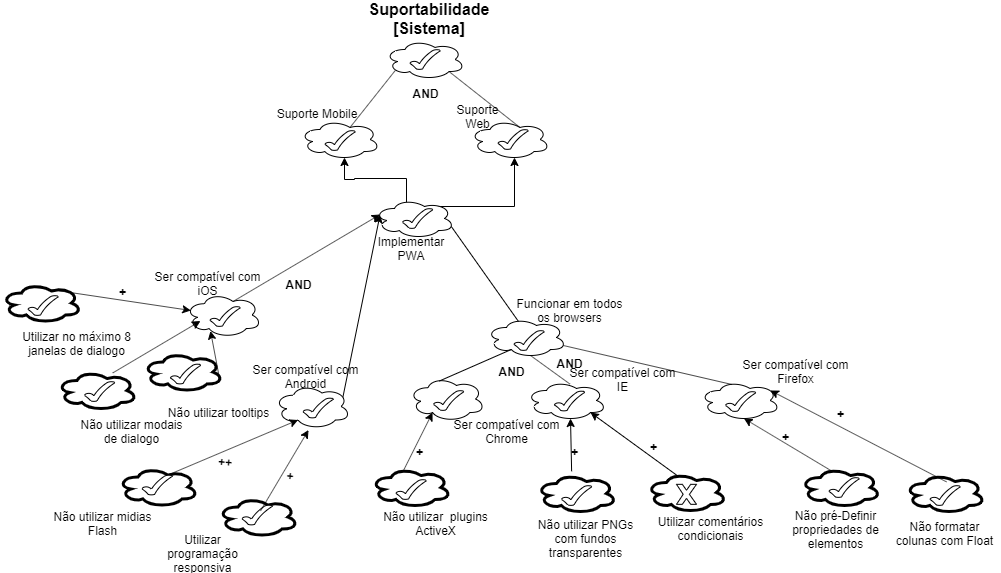 Suportabilidade
[Sistema]
AND
Suporte Mobile
Suporte
Web
Implementar
PWA
Ser compatível com
iOS
AND
+
Utilizar no máximo 8
janelas de dialogo
Funcionar em todos
os browsers
Ser compatível com
Android
AND
AND
Ser compatível com
IE
Ser compatível com
Firefox
Não utilizar tooltips
Não utilizar modais
de dialogo
Ser compatível com
Chrome
++
+
+
+
+
+
+
Não utilizar midias
Flash
Utilizar
programação
responsiva
Não utilizar plugins
ActiveX
Não utilizar PNGs
com fundos
transparentes
X
Utilizar comentários
condicionais
Não pré-Definir
propriedades de
elementos
Não formatar
colunas com Float